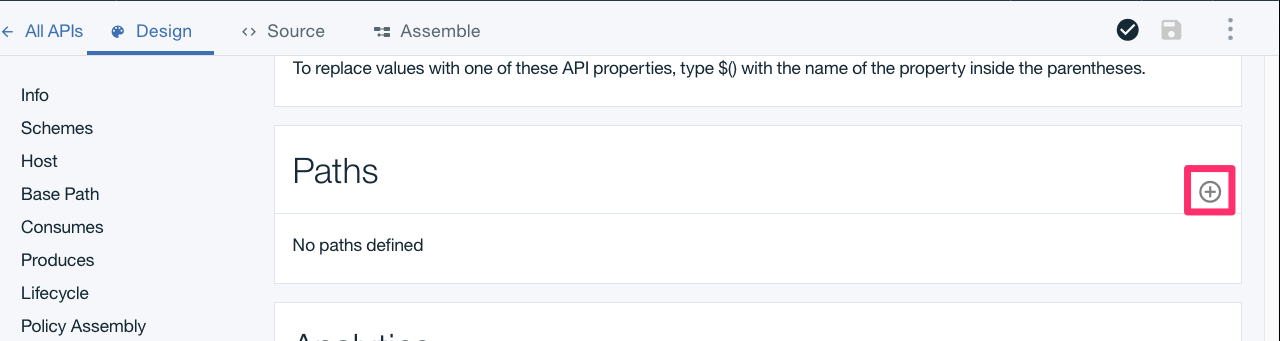 All APIs Design Source Assemble
To replace values with one of these API properties, type $() with the name of the property inside the parentheses.
Info
Schemes
Host
Base Path
Consumes
Produces
Lifecycle
Policy Assembly
Paths
No paths defined
Analytics